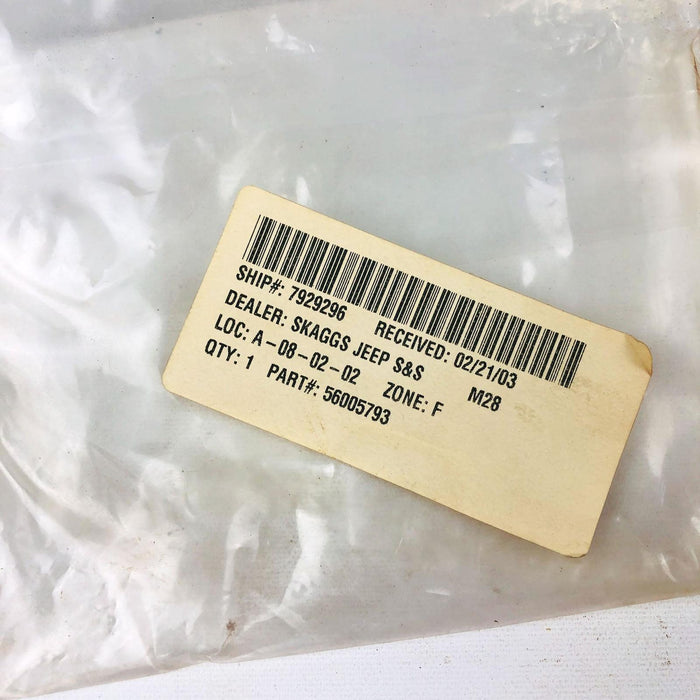 SHIP#: 7929296 RECEIVED: 02/21/03
DEALER: SKAGGS JEEP S&S M28
LOC: A-08-02-02 ZONE: F
QTY: 1 PART#: 56005793